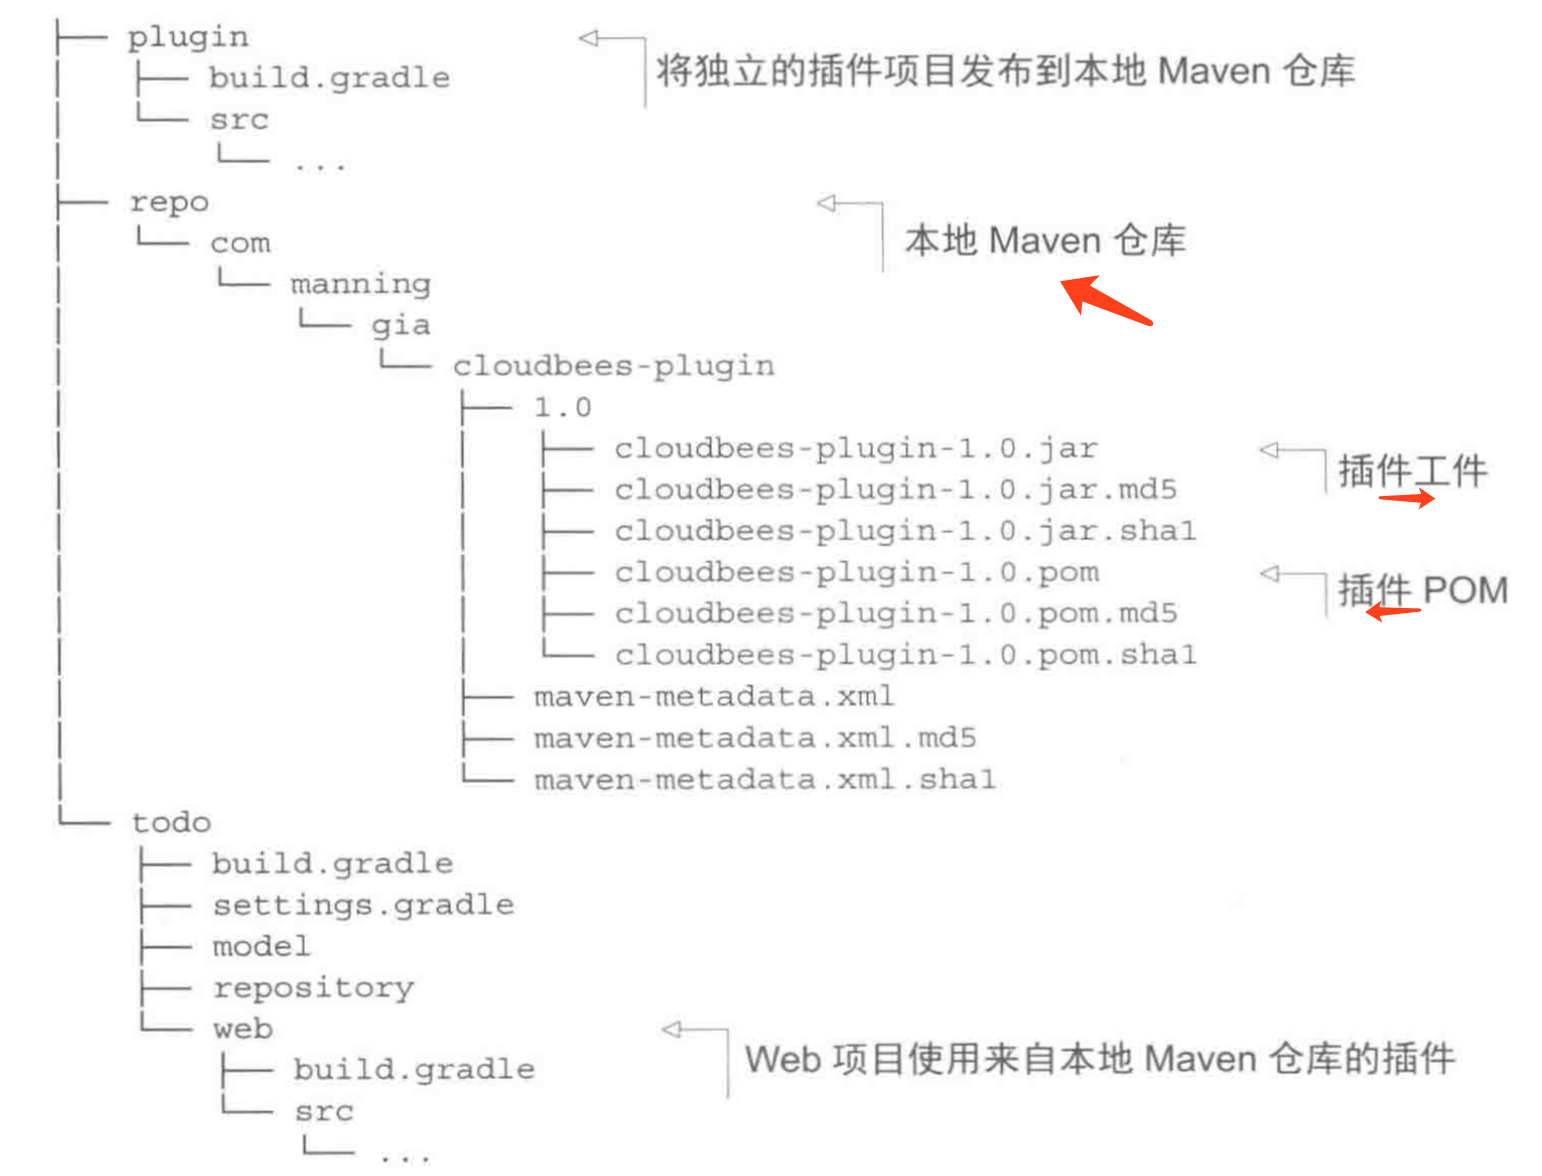 plugin
将独立的插件项目发布到本地 Maven 仓库
build.gradle
src
...
repo
本地 Maven 仓库
com
manning
gia
cloudbees-plugin
1.0
cloudbees-plugin-1.0.jar
插件工件
cloudbees-plugin-1.0.jar.md5
cloudbees-plugin-1.0.jar.sha1
cloudbees-plugin-1.0.pom
插件 POM
cloudbees-plugin-1.0.pom.md5
cloudbees-plugin-1.0.pom.sha1
maven-metadata.xml
maven-metadata.xml.md5
maven-metadata.xml.sha1
todo
build.gradle
settings.gradle
model
repository
web
Web 项目使用来自本地 Maven 仓库的插件
build.gradle
src
...